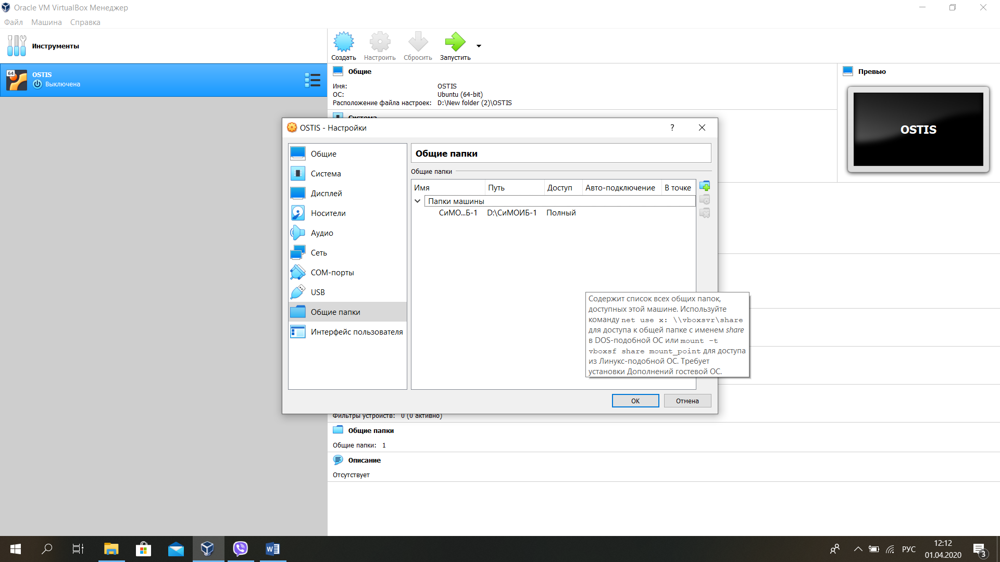 Oracle VM VirtualBox Менеджер
Файл Машина Справка
Инструменты
Создать Настроить Сбросить Запустить
64
OSTIS
Выключена
Общие
Имя: OSTIS
ОС: Ubuntu (64-bit)
Расположение файла настроек: D:\New folder (2)\OSTIS
Превью
OSTIS
Система
OSTIS - Настройки
?
Общие
Система
Дисплей
Носители
Аудио
Сеть
COM-порты
USB
Общие папки
Интерфейс пользователя
Общие папки
Общие папки
Имя Путь Доступ Авто-подключение В точке
Папки машины
СиМО...Б-1 D:\СиМОИБ-1 Полный
Содержит список всех общих папок,
доступных этой машине. Используйте
команду net use x: \\vboxsvr\share
для доступа к общей папке с именем share
в DOS-подобной ОС или mount -t
vboxsf share mount_point для доступа
из Линукс-подобной ОС. Требует
установки Дополнений гостевой ОС.
OK Отмена
Фильтры устройств: 0 (0 активно)
Общие папки
Общие папки: 1
Описание
Отсутствует
РУС
12:12
01.04.2020
3